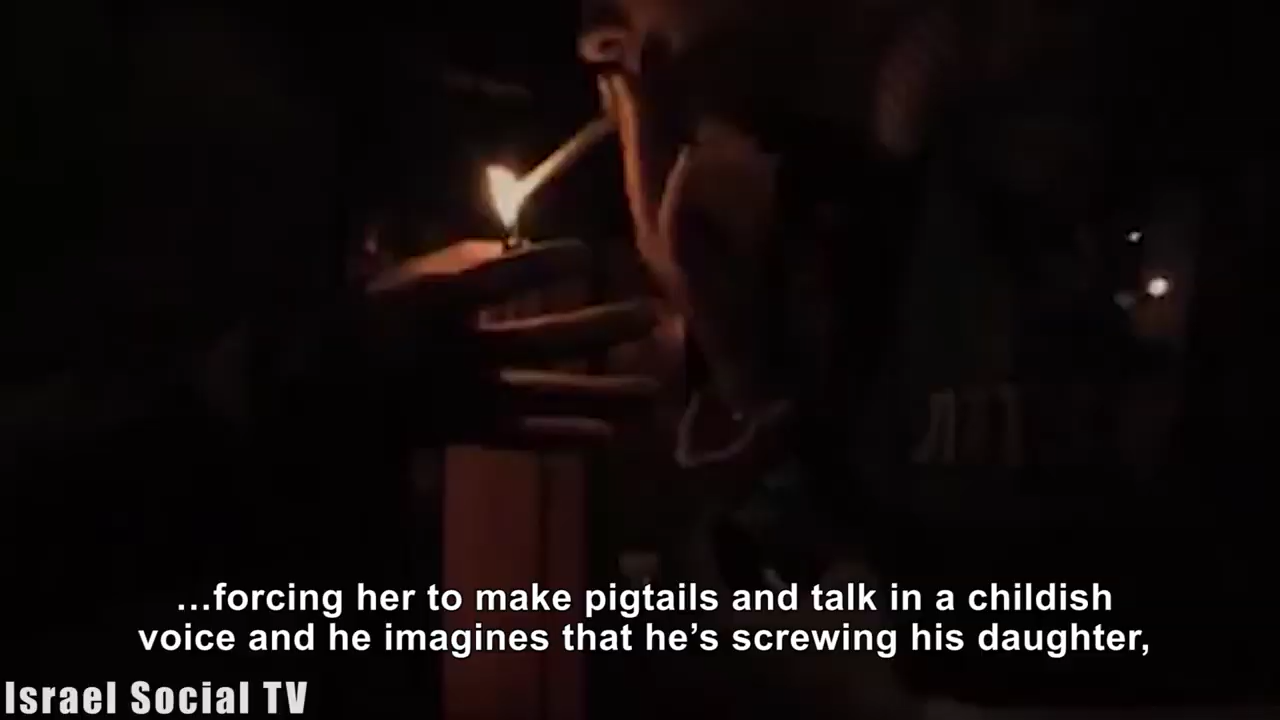 …forcing her to make pigtails and talk in a childish
voice and he imagines that he’s screwing his daughter,
Israel Social TV